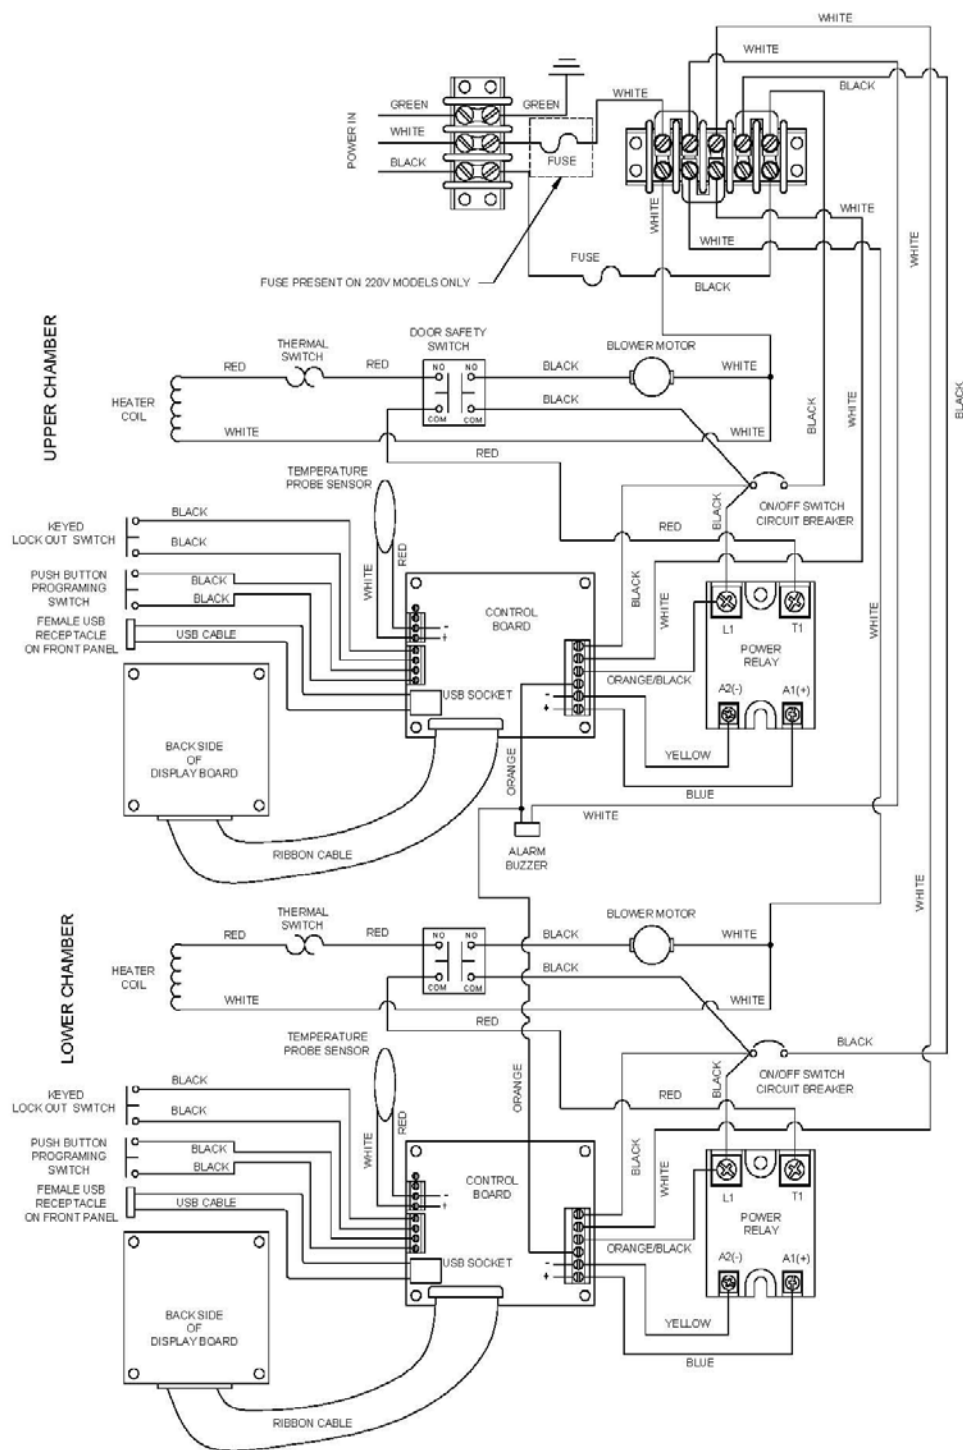 WHITE
WHITE
BLACK
WHITE
GREEN
GREEN
WHITE
BLACK
POWER IN
FUSE
WHITE
WHITE
WHITE
WHITE
FUSE
BLACK
FUSE PRESENT ON 220V MODELS ONLY
UPPER CHAMBER
DOOR SAFETY
SWITCH
THERMAL
SWITCH
RED
RED
NO
NO
COM
COM
BLACK
BLACK
BLOWER MOTOR
WHITE
HEATER
COIL
WHITE
WHITE
RED
BLACK
WHITE
BLACK
TEMPERATURE
PROBE SENSOR
ON/OFF SWITCH
CIRCUIT BREAKER
BLACK
RED
KEYED
LOCK OUT SWITCH
BLACK
BLACK
PUSH BUTTON
PROGRAMING
SWITCH
BLACK
BLACK
FEMALE USB
RECEPTACLE
ON FRONT PANEL
USB CABLE
WHITE
RED
BLACK
WHITE
WHITE
CONTROL
BOARD
-
+
L1
T1
POWER
RELAY
ORANGE/BLACK
A2(-)
A1(+)
USB SOCKET
-
+
BACK SIDE
OF
DISPLAY BOARD
ORANGE
YELLOW
BLUE
WHITE
RIBBON CABLE
ALARM
BUZZER
LOWER CHAMBER
THERMAL
SWITCH
RED
RED
NO
NO
COM
COM
BLACK
BLACK
BLOWER MOTOR
WHITE
WHITE
HEATER
COIL
WHITE
WHITE
RED
TEMPERATURE
PROBE SENSOR
BLACK
ON/OFF SWITCH
CIRCUIT BREAKER
ORANGE
BLACK
RED
KEYED
LOCK OUT SWITCH
BLACK
BLACK
PUSH BUTTON
PROGRAMING
SWITCH
BLACK
BLACK
FEMALE USB
RECEPTACLE
ON FRONT PANEL
USB CABLE
WHITE
RED
BLACK
WHITE
CONTROL
BOARD
-
+
L1
T1
POWER
RELAY
ORANGE/BLACK
A2(-)
A1(+)
USB SOCKET
-
+
BACK SIDE
OF
DISPLAY BOARD
YELLOW
BLUE
RIBBON CABLE